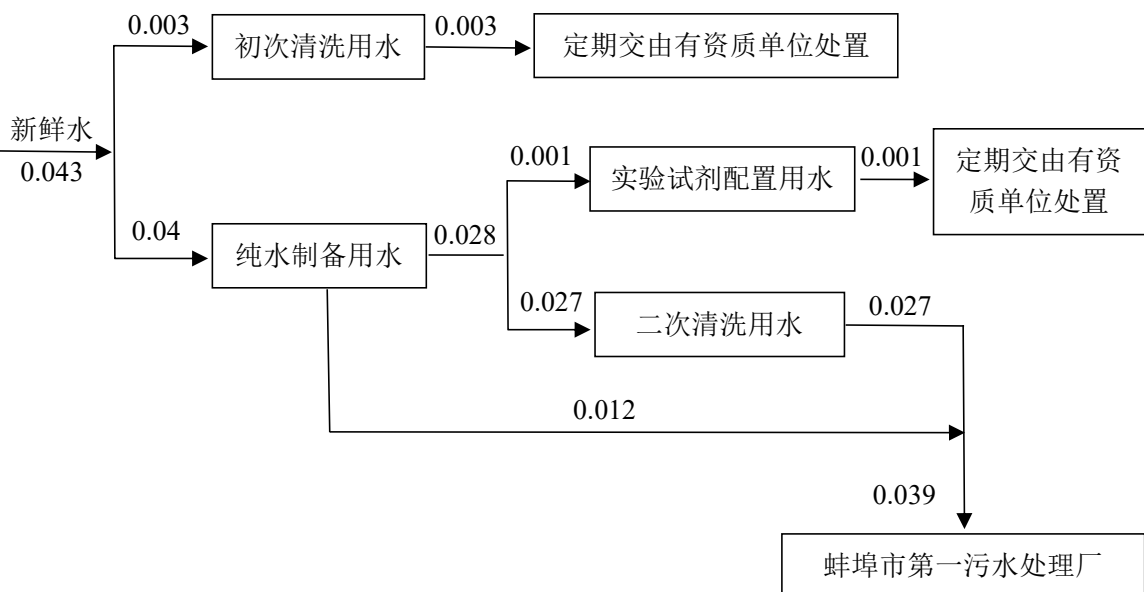 0.003
初次清洗用水
0.003
定期交由有资质单位处置
新鲜水
0.043
0.04
纯水制备用水
0.028
0.001
实验试剂配置用水
0.001
定期交由有资
质单位处置
0.027
二次清洗用水
0.027
0.012
0.039
蚌埠市第一污水处理厂